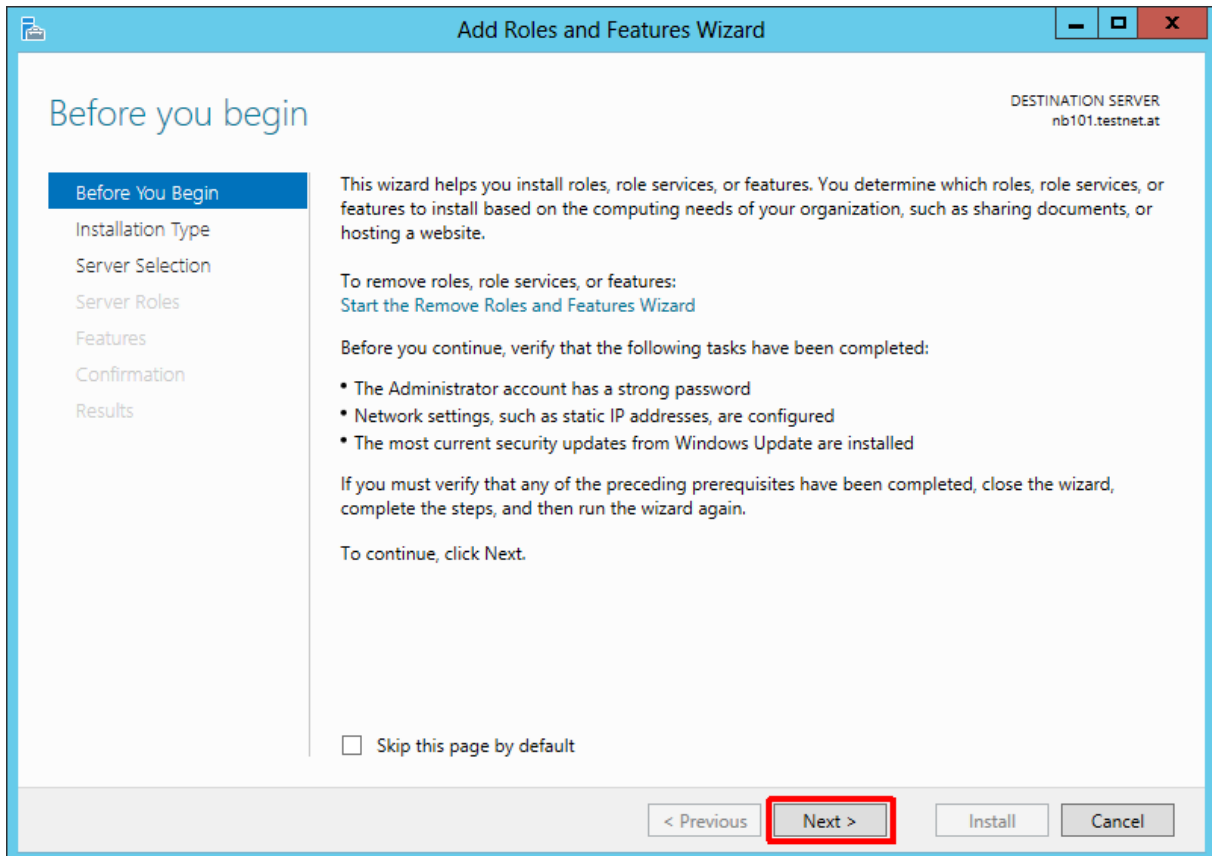 Add Roles and Features Wizard
Before you begin
DESTINATION SERVER
nb101.testnet.at
Before You Begin
Installation Type
Server Selection
Server Roles
Features
Confirmation
Results
This wizard helps you install roles, role services, or features. You determine which roles, role services, or
features to install based on the computing needs of your organization, such as sharing documents, or
hosting a website.
To remove roles, role services, or features:
Start the Remove Roles and Features Wizard
Before you continue, verify that the following tasks have been completed:
• The Administrator account has a strong password
• Network settings, such as static IP addresses, are configured
• The most current security updates from Windows Update are installed
If you must verify that any of the preceding prerequisites have been completed, close the wizard,
complete the steps, and then run the wizard again.
To continue, click Next.
Skip this page by default
< Previous
Next >
Install
Cancel